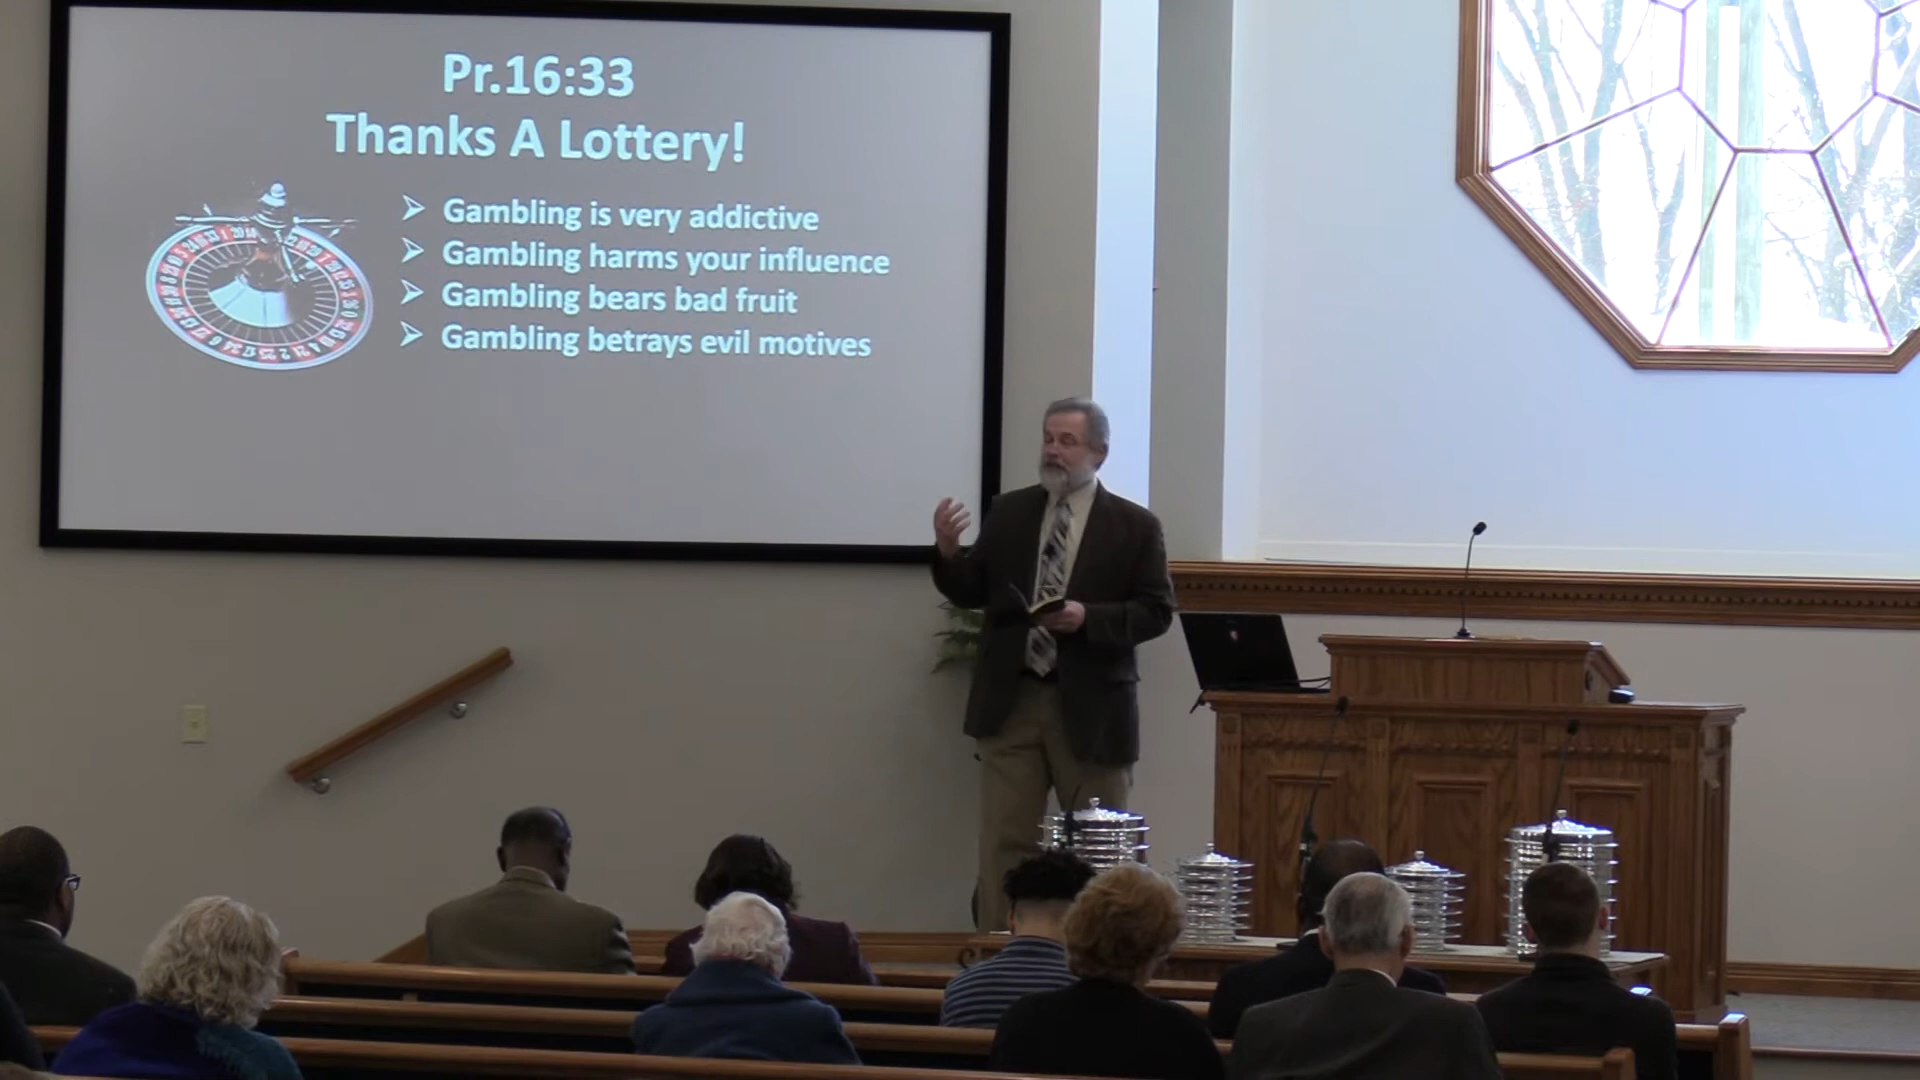 Pr.16:33
Thanks A Lottery!
➢ Gambling is very addictive
➢ Gambling harms your influence
➢ Gambling bears bad fruit
➢ Gambling betrays evil motives